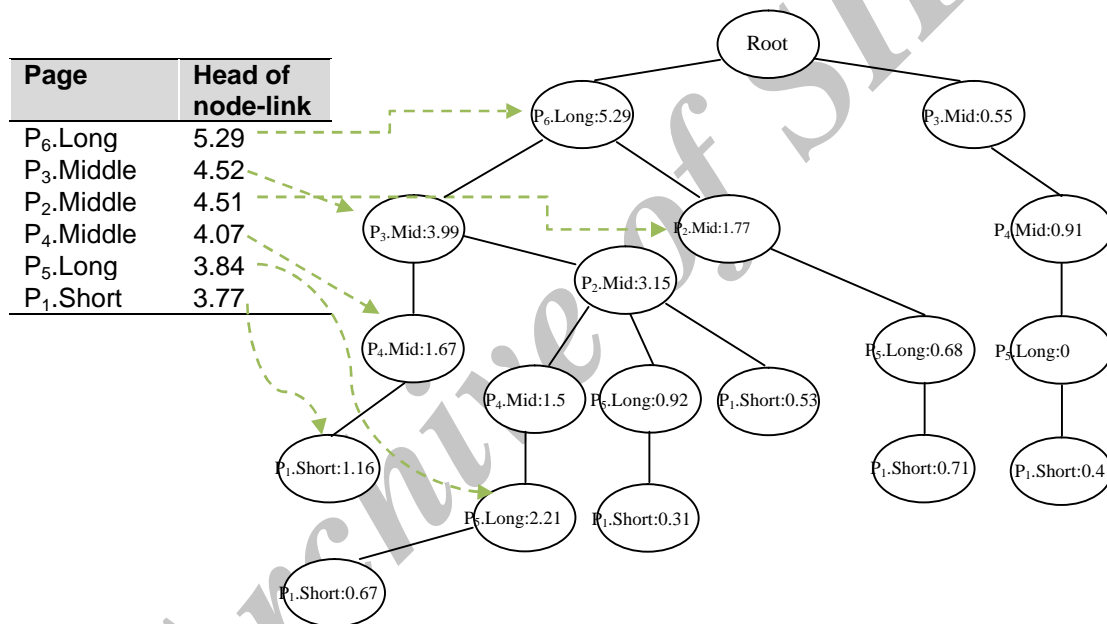 Root
Page Head of
node-link
P₆.Long 5.29
P₃.Middle 4.52
P₂.Middle 4.51
P₄.Middle 4.07
P₅.Long 3.84
P₁.Short 3.77
P₆.Long:5.29
P₃.Mid:0.55
P₃.Mid:3.99
P₂.Mid:1.77
P₄.Mid:0.91
P₂.Mid:3.15
P₄.Mid:1.67
P₅.Long:0.68
P₅.Long:0
P₄.Mid:1.5
P₅.Long:0.92
P₁.Short:0.53
P₁.Short:1.16
P₁.Short:0.71
P₁.Short:0.4
P₅.Long:2.21
P₁.Short:0.31
P₁.Short:0.67
rchive of SI